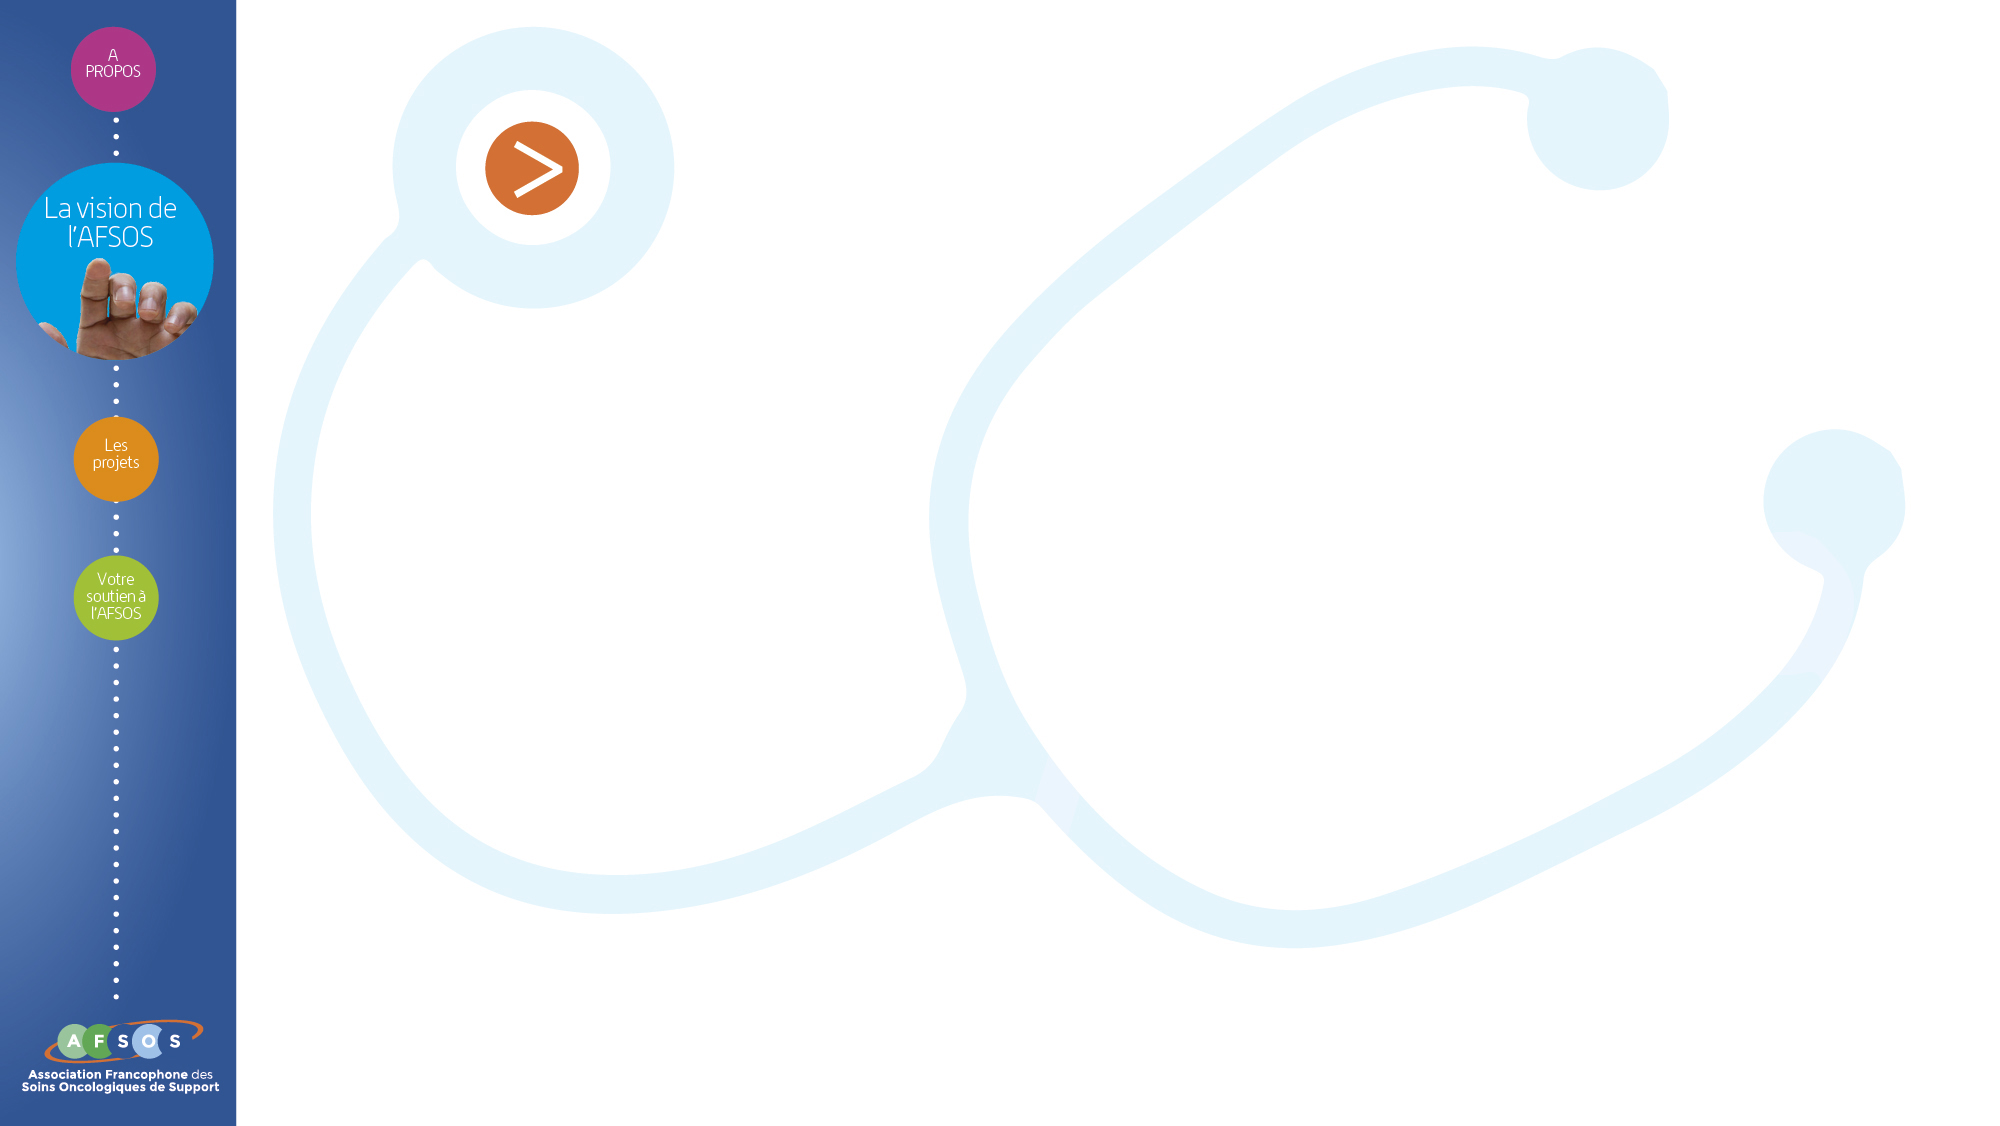 A
PROPOS
La vision de
l'AFSOS
Les
projets
Votre
soutien à
l'AFSOS
>
A F S O S
Association Francophone des
Soins Oncologiques de Support